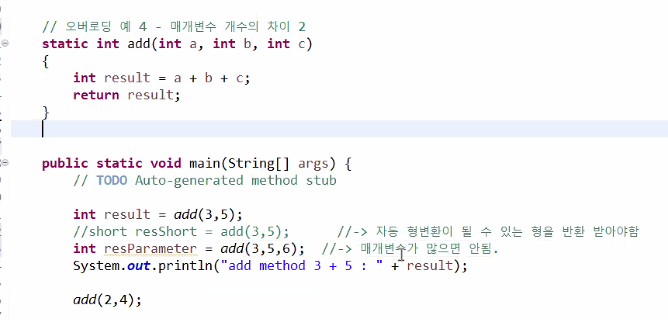 // 오버로딩 예 4 - 매개변수 개수의 차이 2
static int add(int a, int b, int c)
{
    int result = a + b + c;
    return result;
}
public static void main(String[] args) {
    // TODO Auto-generated method stub
    int result = add(3,5);
    //short resShort = add(3,5);      //-> 자동 형변환이 될 수 있는 형을 반환 받아야함
    int resParameter = add(3,5,6);  //-> 매개변수가 많으면 안됨.
    System.out.println("add method 3 + 5 : " + result);
    add(2,4);